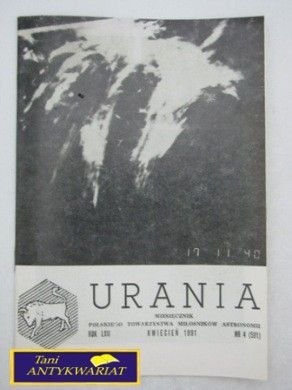 17 11 40
URANIA
MIESIĘCZNIK
POLSKIEGO TOWARZYSTWA MIŁOŚNIKÓW ASTRONOMII
ROK LXII KWIECIEŃ 1991 NR 4 (591)
Tani
ANTYKWARIAT